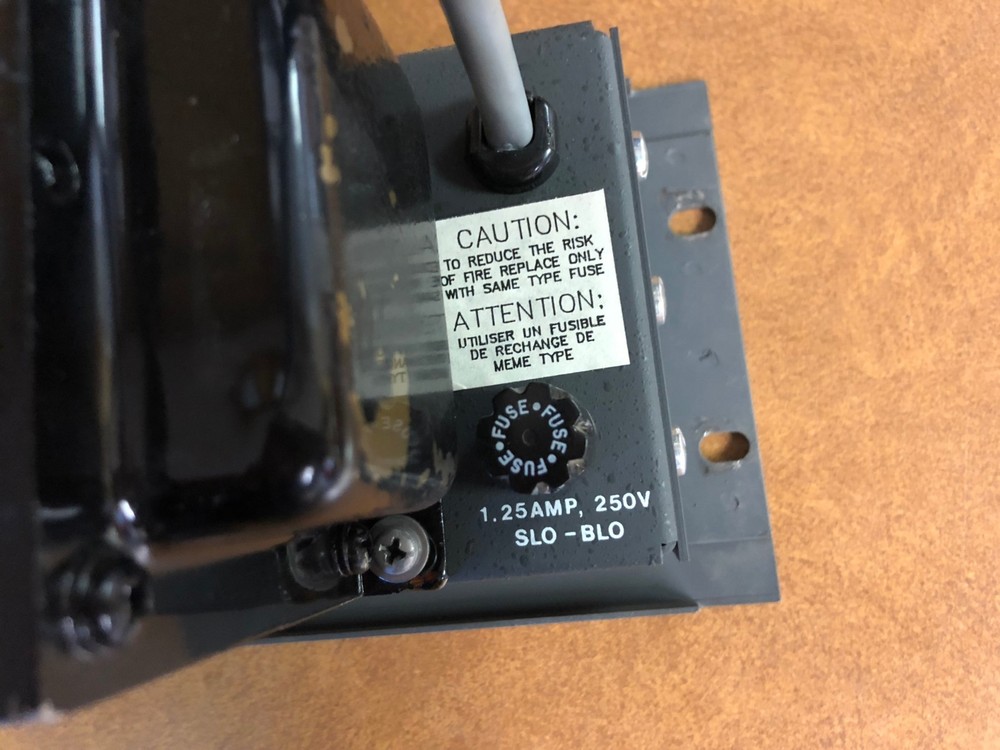 CAUTION:
TO REDUCE THE RISK
OF FIRE REPLACE ONLY
WITH SAME TYPE FUSE
ATTENTION:
UTILISER UN FUSIBLE
DE RECHANGE DE
MEME TYPE
FUSE • FUSE • FUSE • FUSE •
1.25AMP, 250V
SLO-BLO